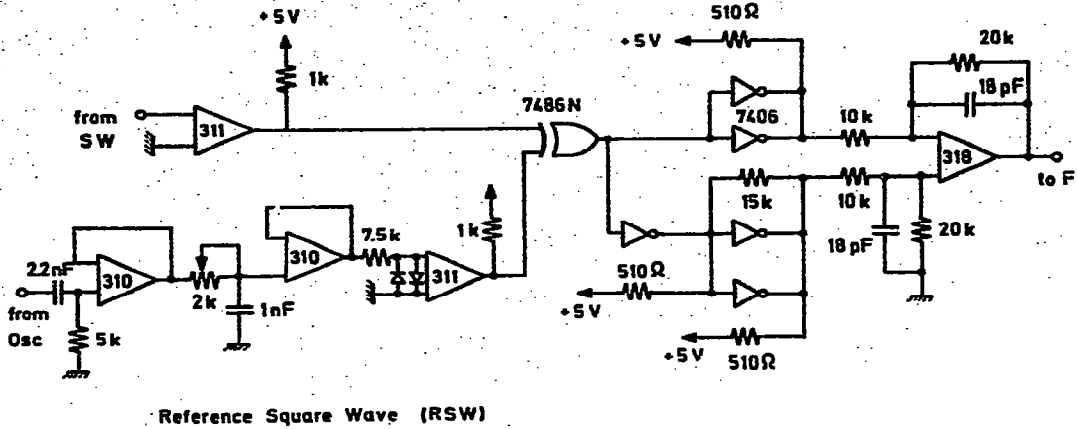 510Ω
+5V
+5V
20k
18pF
1k
7486N
from
SW
311
7406
10k
318
to F
15k
10k
1k
18pF
20k
7.5k
310
2.2nF
310
311
510Ω
2k
1nF
+5V
from
Osc
5k
+5V
510Ω
Reference Square Wave (RSW)